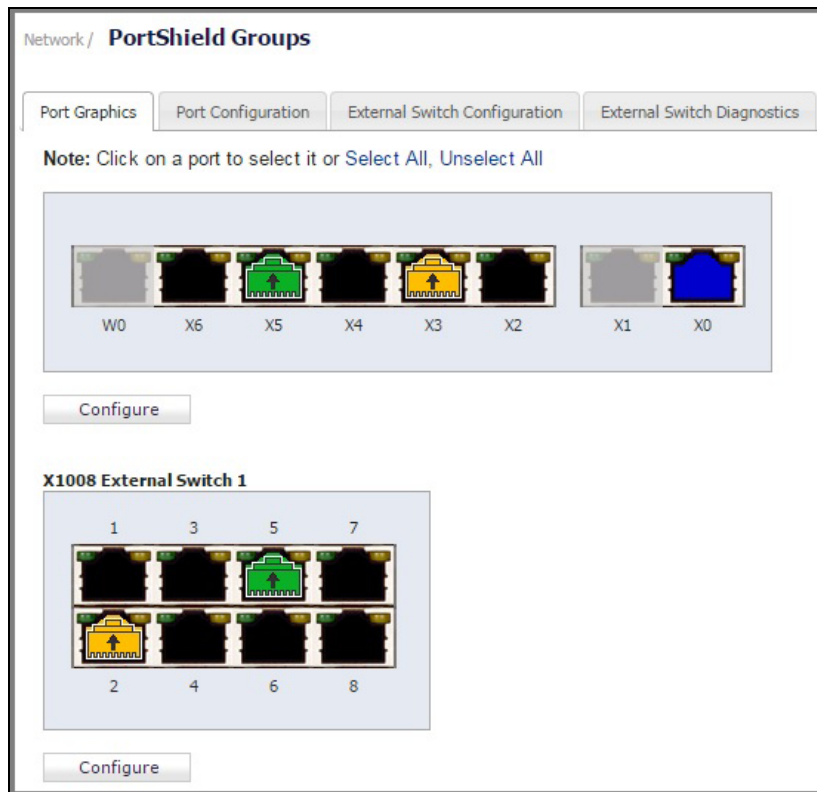 Network / PortShield Groups
Port Graphics Port Configuration External Switch Configuration External Switch Diagnostics
Note: Click on a port to select it or Select All, Unselect All
W0 X6 X5 X4 X3 X2 X1 X0
Configure
X1008 External Switch 1
1 3 5 7
2 4 6 8
Configure